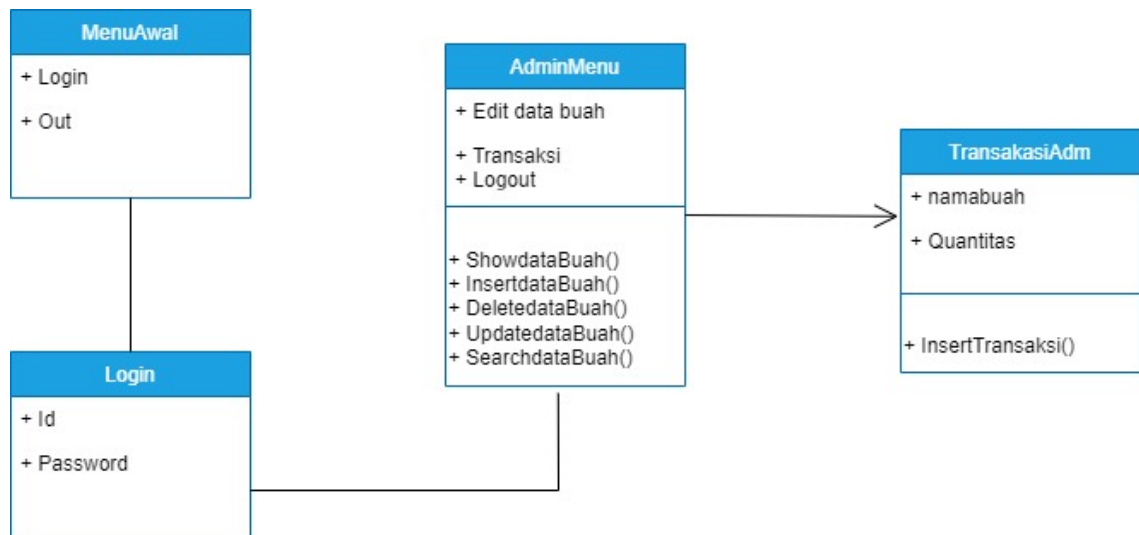 MenuAwal
+ Login
+ Out
Login
+ Id
+ Password
AdminMenu
+ Edit data buah
+ Transaksi
+ Logout
+ ShowdataBuah()
+ InsertdataBuah()
+ DeletedataBuah()
+ UpdatedataBuah()
+ SearchdataBuah()
TransakasiAdm
+ namabuah
+ Quantitas
+ InsertTransaksi()